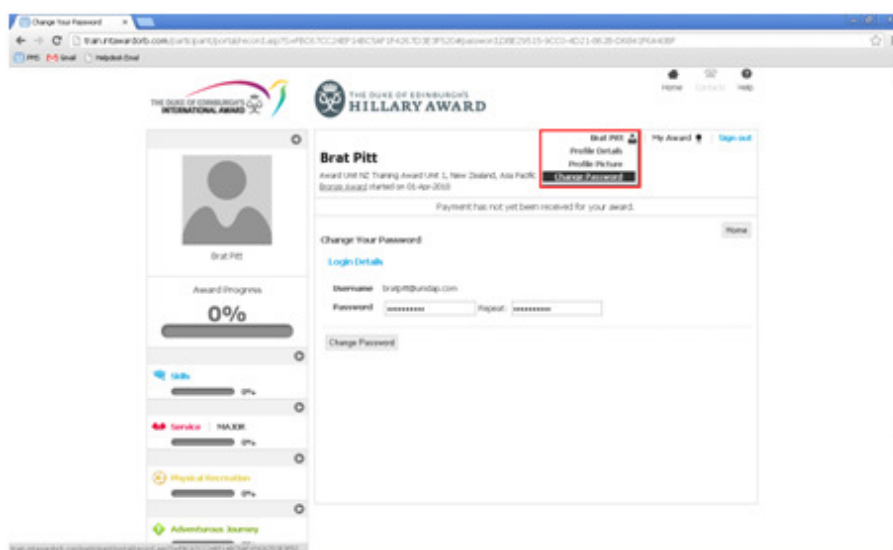 Change Your Password
PMS Gmail Helpdesk Email
Home Contacts Help
THE DUKE OF EDINBURGH'S
INTERNATIONAL AWARD
THE DUKE OF EDINBURGH'S
HILLARY AWARD
Brat Pitt My Award Sign out
Profile Details
Profile Picture
Change Password
Brat Pitt
Award Unit NZ Training Award Unit 1, New Zealand, Asia Pacific
Bronze Award started on 01-Apr-2010
Payment has not yet been received for your award.
Home
Change Your Password
Login Details
Username bratpitt@unidap.com
Password Repeat:
Change Password
Brat Pitt
Award Progress
0%
Skills
0%
Service MAJOR
0%
Physical Recreation
0%
Adventurous Journey